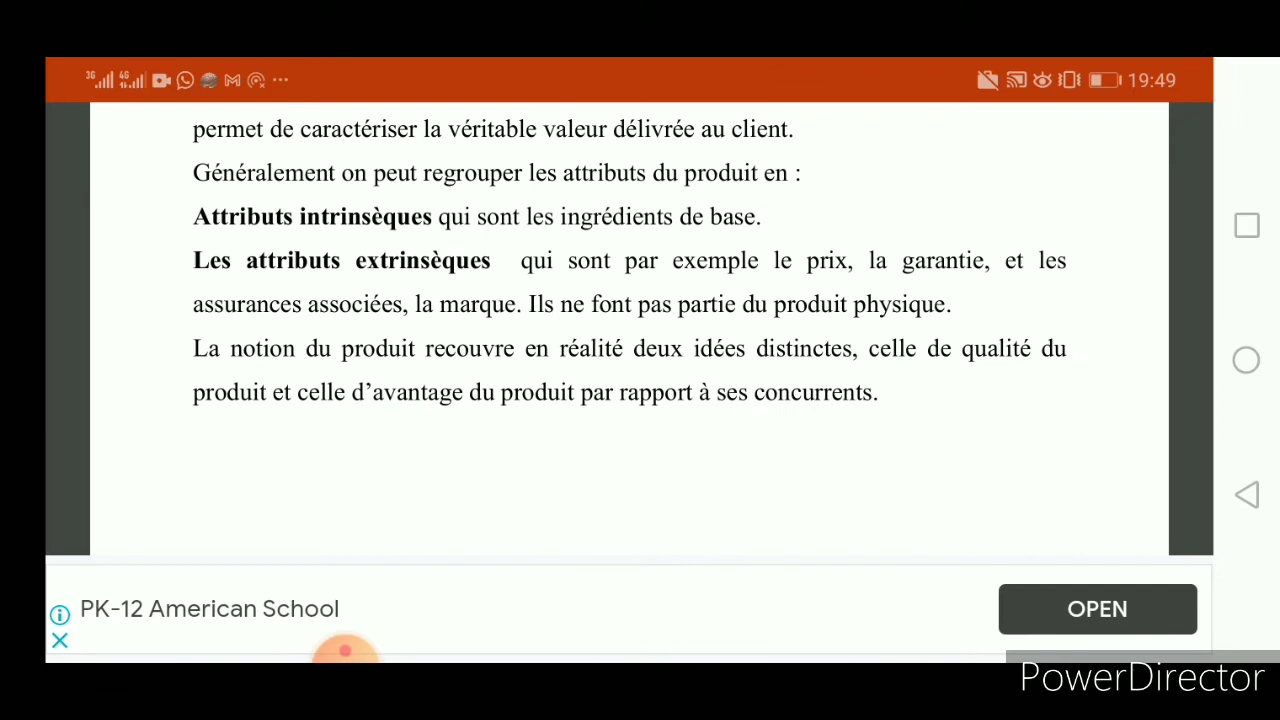 3G 4G 19:49
permet de caractériser la véritable valeur délivrée au client.
Généralement on peut regrouper les attributs du produit en :
Attributs intrinsèques qui sont les ingrédients de base.
Les attributs extrinsèques qui sont par exemple le prix, la garantie, et les
assurances associées, la marque. Ils ne font pas partie du produit physique.
La notion du produit recouvre en réalité deux idées distinctes, celle de qualité du
produit et celle d’avantage du produit par rapport à ses concurrents.
PK-12 American School
OPEN
PowerDirector